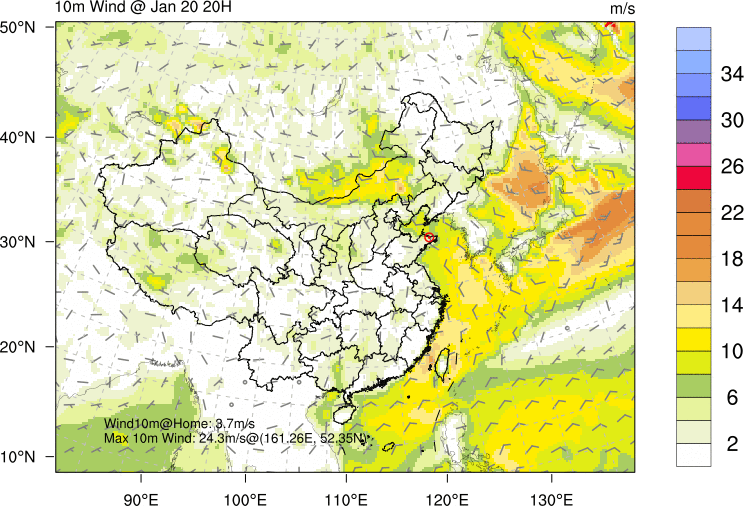 10m Wind @ Jan 20 20H
m/s
50°N
40°N
30°N
20°N
10°N
90°E
100°E
110°E
120°E
130°E
Wind10m@Home: 3.7m/s
Max 10m Wind: 24.3m/s@(161.26E, 52.35N)
34
30
26
22
18
14
10
6
2